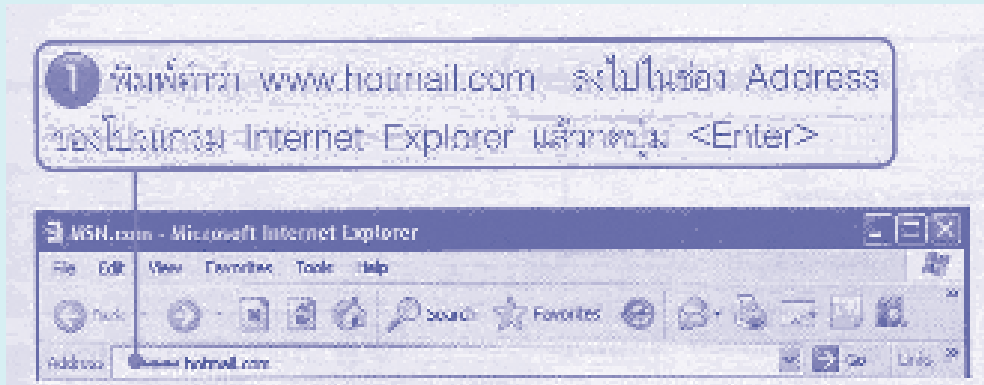 1 พิมพ์คำว่า www.hotmail.com ลงไปในช่อง Address
ของโปรแกรม Internet Explorer แล้วกดปุ่ม <Enter>
MSN.com - Microsoft Internet Explorer
File Edit View Favorites Tools Help
Back Search Favorites
Address www.hotmail.com Go Links